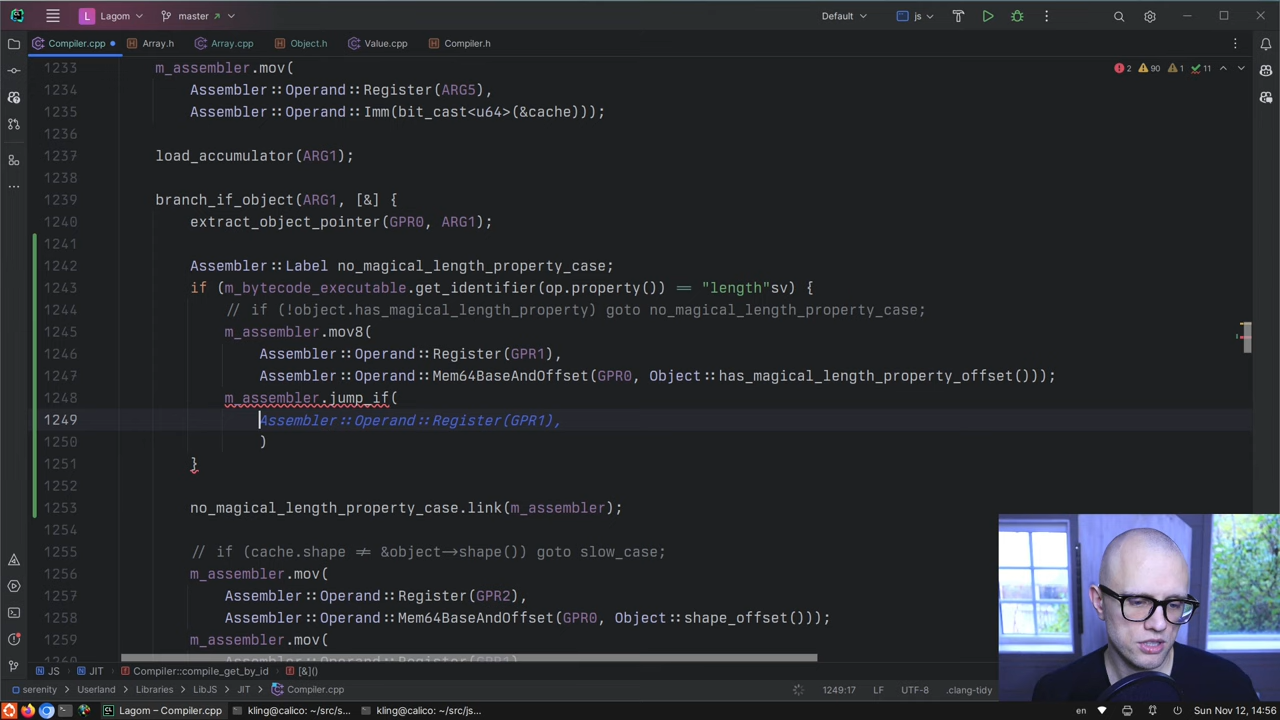 L Lagom master Default js
Compiler.cpp Array.h Array.cpp Object.h Value.cpp Compiler.h
1233 m_assembler.mov(
2 90 1 11
1234 Assembler::Operand::Register(ARG5),
1235 Assembler::Operand::Imm(bit_cast<u64>(&cache)));
1236
1237 load_accumulator(ARG1);
1238
1239 branch_if_object(ARG1, [&] {
1240 extract_object_pointer(GPR0, ARG1);
1241
1242 Assembler::Label no_magical_length_property_case;
1243 if (m_bytecode_executable.get_identifier(op.property()) == "length"sv) {
1244 // if (!object.has_magical_length_property) goto no_magical_length_property_case;
1245 m_assembler.mov8(
1246 Assembler::Operand::Register(GPR1),
1247 Assembler::Operand::Mem64BaseAndOffset(GPR0, Object::has_magical_length_property_offset()));
1248 m_assembler.jump_if(
1249 Assembler::Operand::Register(GPR1),
1250 )
1251 }
1252
1253 no_magical_length_property_case.link(m_assembler);
1254
1255 // if (cache.shape != &object->shape()) goto slow_case;
1256 m_assembler.mov(
1257 Assembler::Operand::Register(GPR2),
1258 Assembler::Operand::Mem64BaseAndOffset(GPR0, Object::shape_offset()));
1259 m_assembler.mov(
1260 Assembler::Operand::Register(GPR1),
JS JIT Compiler::compile_get_by_id [&]()
serenity Userland Libraries LibJS JIT Compiler.cpp 1249:17 LF UTF-8 .clang-tidy
Lagom – Compiler.cpp kling@calico: ~/src/s... kling@calico: ~/src/js... en Sun Nov 12, 14:56